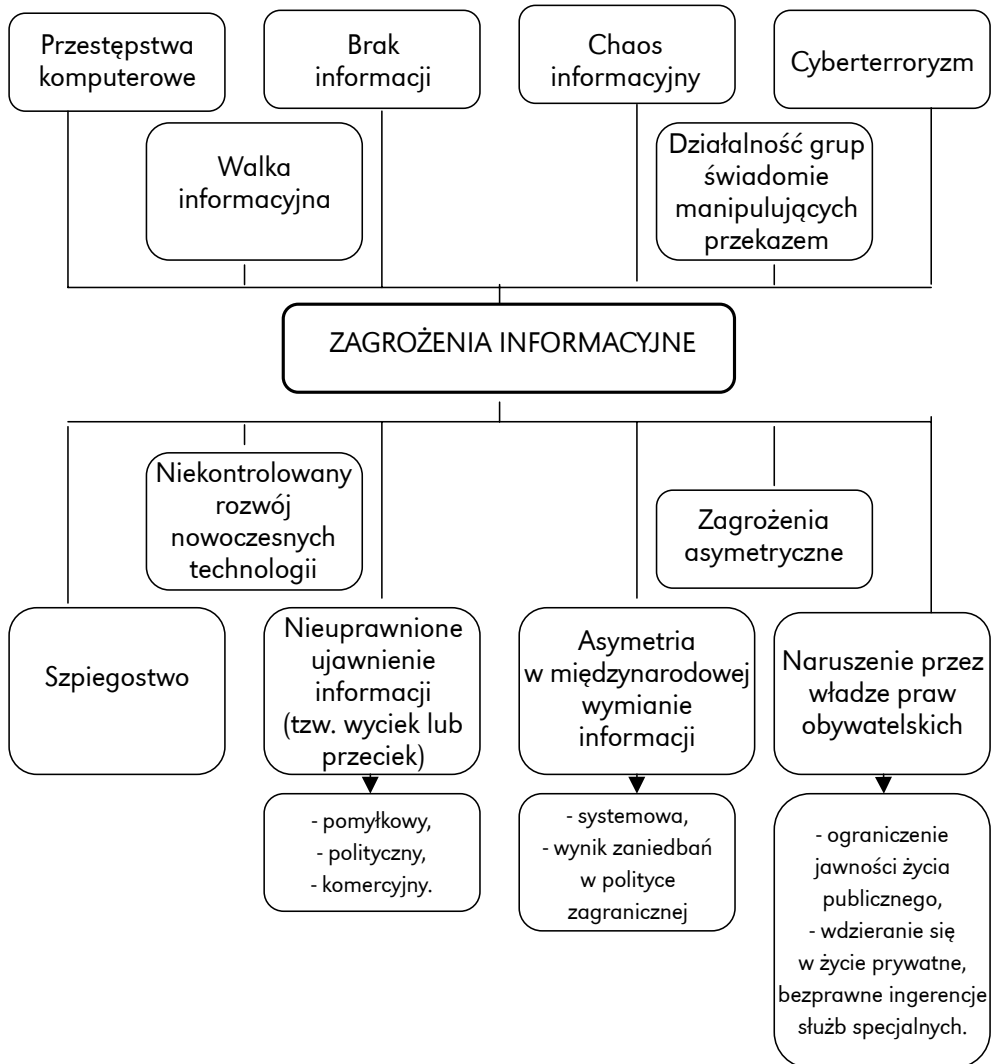 Przestępstwa
komputerowe
Brak
informacji
Chaos
informacyjny
Cyberterroryzm
Walka
informacyjna
Działalność grup
świadomie
manipulujących
przekazem
ZAGROŻENIA INFORMACYJNE
Niekontrolowany
rozwój
nowoczesnych
technologii
Zagrożenia
asymetryczne
Szpiegostwo
Nieuprawnione
ujawnienie
informacji
(tzw. wyciek lub
przeciek)
Asymetria
w międzynarodowej
wymianie
informacji
Naruszenie przez
władze praw
obywatelskich
- pomyłkowy,
- polityczny,
- komercyjny.
- systemowa,
- wynik zaniedbań
w polityce
zagranicznej
- ograniczenie
jawności życia
publicznego,
- wdzieranie się
w życie prywatne,
bezprawne ingerencje
służb specjalnych.